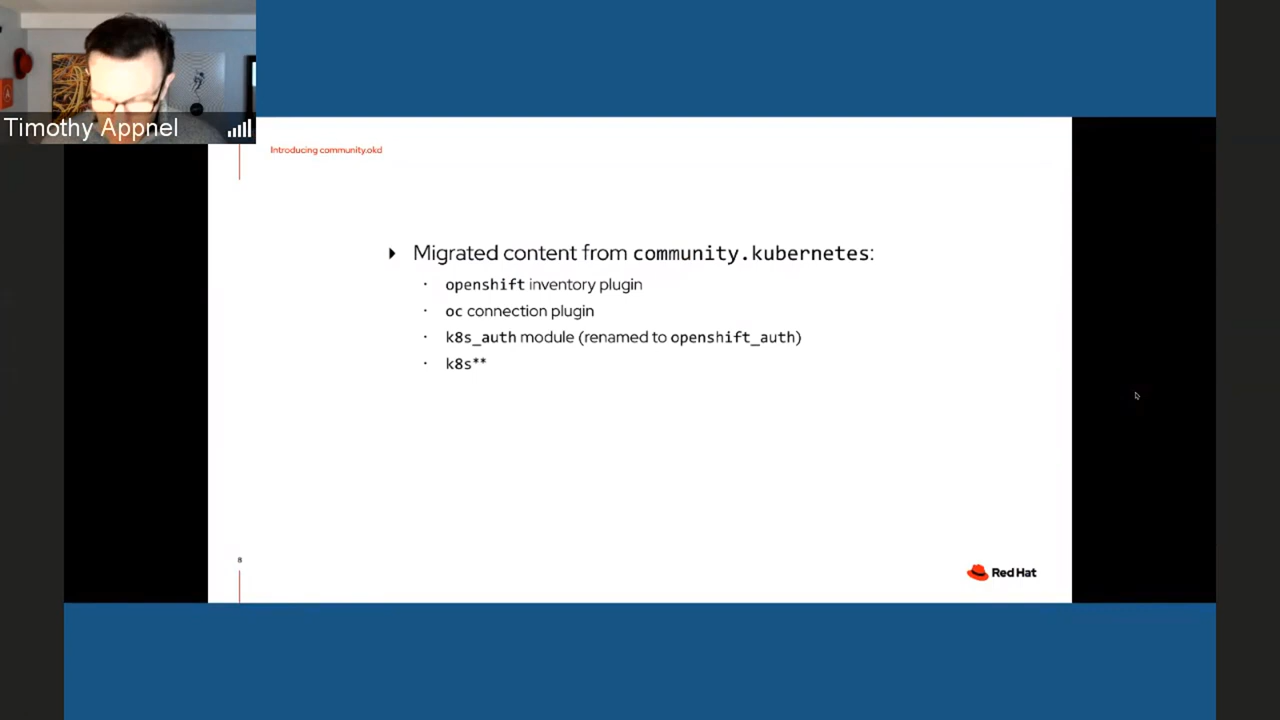 Timothy Appnel
Introducing community.okd
Migrated content from community.kubernetes:
openshift inventory plugin
oc connection plugin
k8s_auth module (renamed to openshift_auth)
k8s**
8
Red Hat